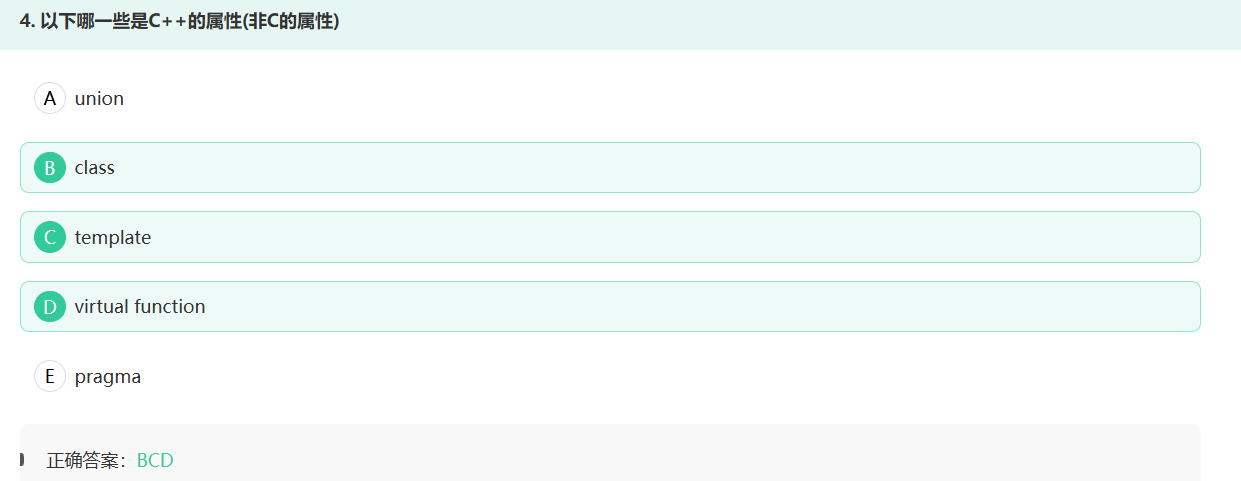 4. 以下哪一些是C++的属性(非C的属性)
A union
B class
C template
D virtual function
E pragma
正确答案：BCD